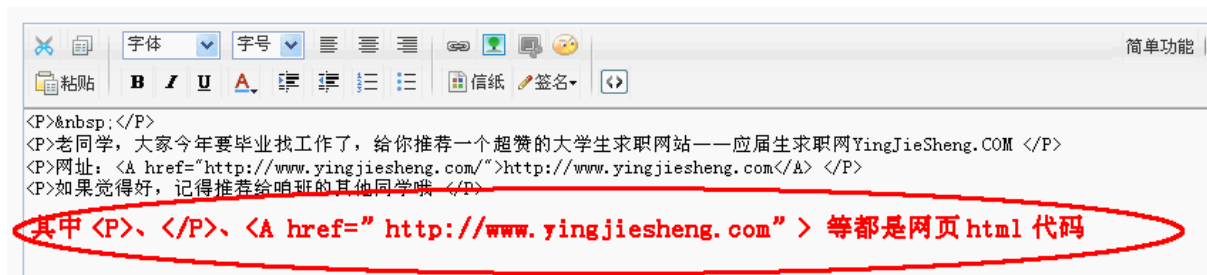 字体 字号 简单功能
粘贴 B I U A 信纸 签名
<P>&nbsp;</P>
<P>老同学，大家今年要毕业找工作了，给你推荐一个超赞的大学生求职网站——应届生求职网YingJieSheng.COM </P>
<P>网址：<A href="http://www.yingjiesheng.com/">http://www.yingjiesheng.com</A> </P>
<P>如果觉得好，记得推荐给咱班的其他同学哦 </P>
其中 <P>、</P>、<A href=" http://www.yingjiesheng.com" > 等都是网页 html 代码